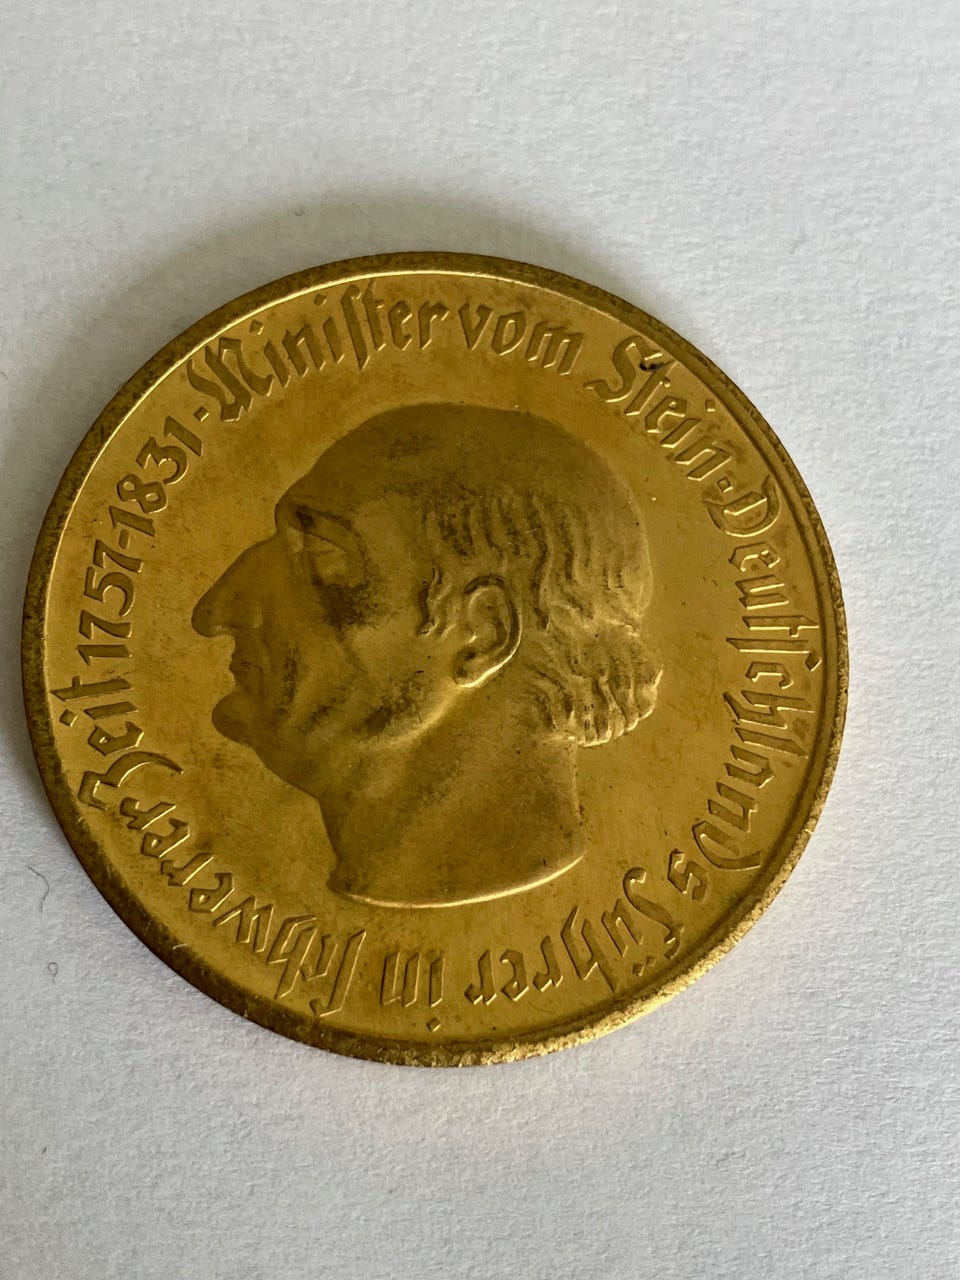 Miniſter vom Stein - Deutſchlands Führer in ſchwerer Zeit 1757-1831 -